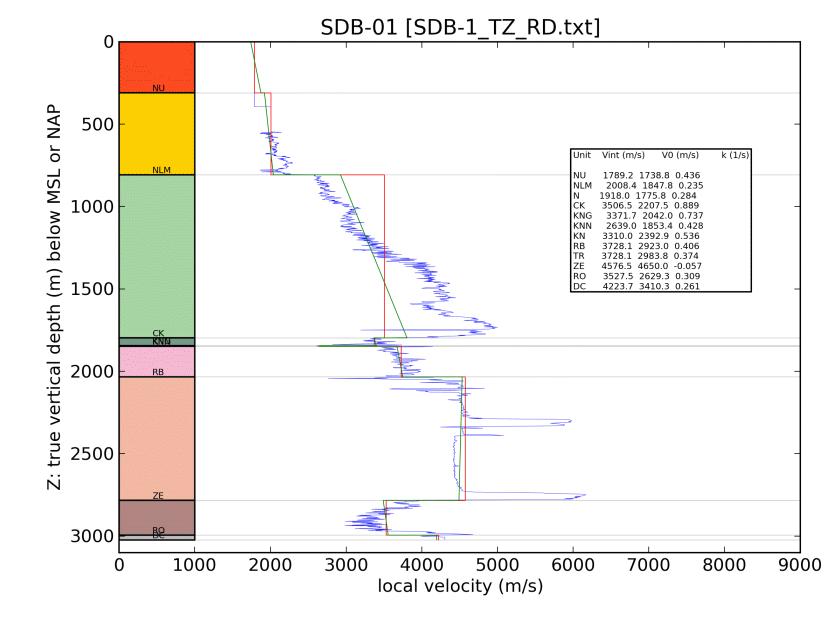 SDB-01 [SDB-1_TZ_RD.txt]
Z: true vertical depth (m) below MSL or NAP
0
500
1000
1500
2000
2500
3000
NU
NLM
CK
KNN
RB
ZE
RO
DC
Unit Vint (m/s) V0 (m/s) k (1/s)
NU 1789.2 1738.8 0.436
NLM 2008.4 1847.8 0.235
N 1918.0 1775.8 0.284
CK 3506.5 2207.5 0.889
KNG 3371.7 2042.0 0.737
KNN 2639.0 1853.4 0.428
KN 3310.0 2392.9 0.536
RB 3728.1 2923.0 0.406
TR 3728.1 2983.8 0.374
ZE 4576.5 4650.0 -0.057
RO 3527.5 2629.3 0.309
DC 4223.7 3410.3 0.261
0 1000 2000 3000 4000 5000 6000 7000 8000 9000
local velocity (m/s)